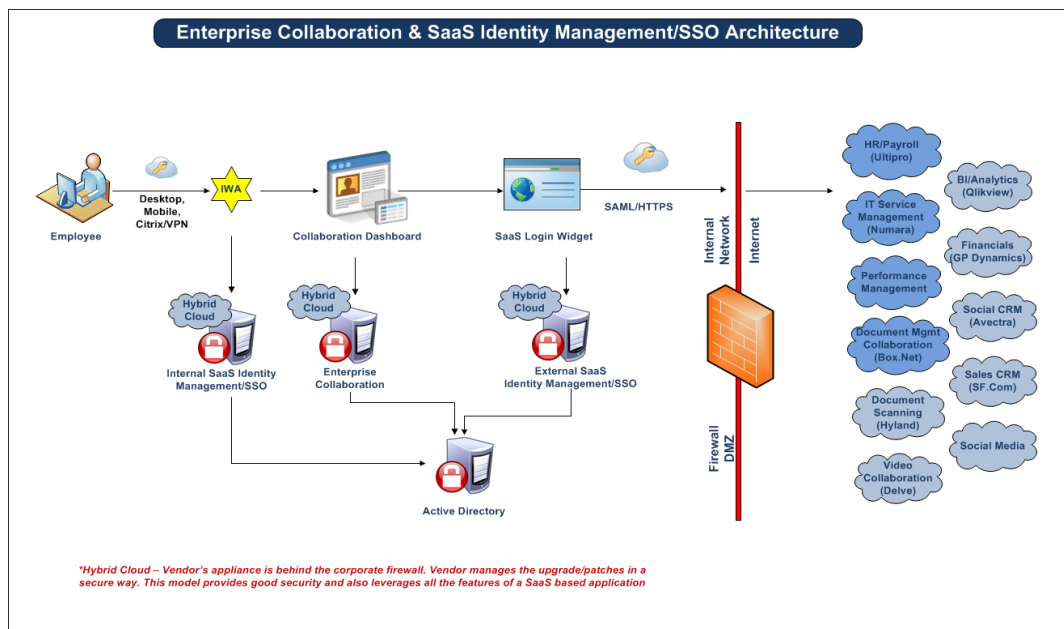 Enterprise Collaboration & SaaS Identity Management/SSO Architecture
Employee
Desktop,
Mobile,
Citrix/VPN
IWA
Collaboration Dashboard
SaaS Login Widget
SAML/HTTPS
Internal
Network
Internet
Firewall
DMZ
Hybrid
Cloud
Internal SaaS Identity
Management/SSO
Hybrid
Cloud
Enterprise
Collaboration
Hybrid
Cloud
External SaaS
Identity Management/SSO
Active Directory
HR/Payroll
(Ultipro)
BI/Analytics
(Qlikview)
IT Service
Management
(Numara)
Financials
(GP Dynamics)
Performance
Management
Social CRM
(Avectra)
Document Mgmt
Collaboration
(Box.Net)
Sales CRM
(SF.Com)
Document
Scanning
(Hyland)
Social Media
Video
Collaboration
(Delve)
*Hybrid Cloud – Vendor's appliance is behind the corporate firewall. Vendor manages the upgrade/patches in a
secure way. This model provides good security and also leverages all the features of a SaaS based application